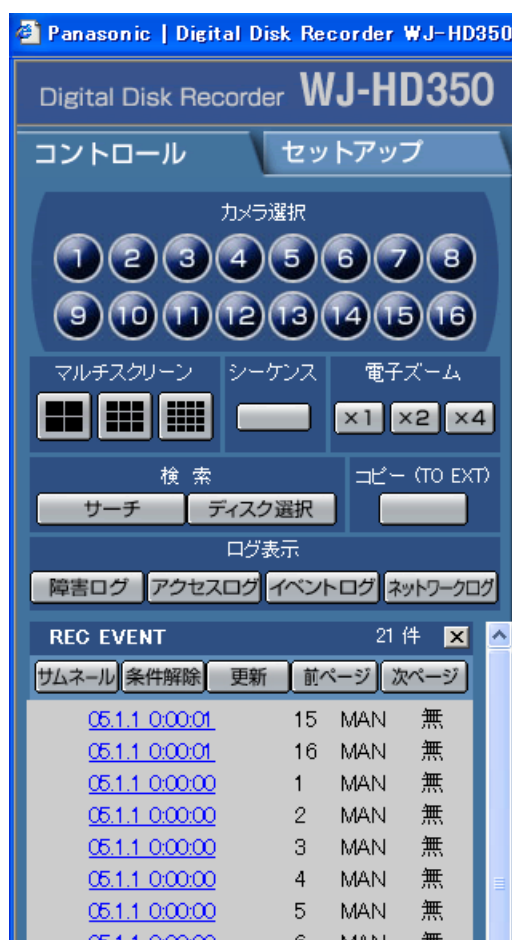 Panasonic | Digital Disk Recorder WJ-HD350
Digital Disk Recorder WJ-HD350
コントロール セットアップ
カメラ選択
1 2 3 4 5 6 7 8
9 10 11 12 13 14 15 16
マルチスクリーン シーケンス 電子ズーム
×1 ×2 ×4
検 索 コピー (TO EXT)
サーチ ディスク選択
ログ表示
障害ログ アクセスログ イベントログ ネットワークログ
REC EVENT 21 件
サムネール 条件解除 更新 前ページ 次ページ
05.1.1 0:00:01 15 MAN 無
05.1.1 0:00:01 16 MAN 無
05.1.1 0:00:00 1 MAN 無
05.1.1 0:00:00 2 MAN 無
05.1.1 0:00:00 3 MAN 無
05.1.1 0:00:00 4 MAN 無
05.1.1 0:00:00 5 MAN 無